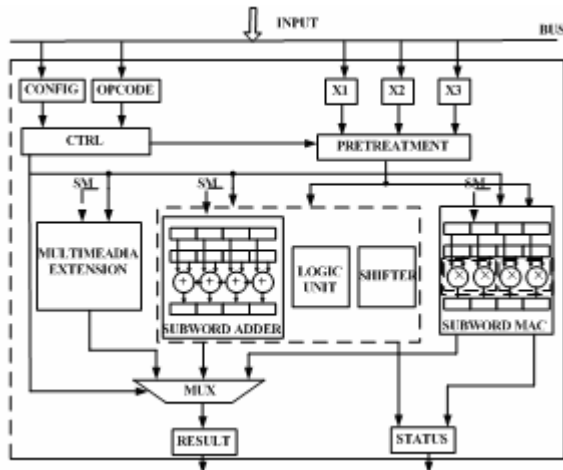 INPUT
BUS
CONFIG OPCODE X1 X2 X3
CTRL PRETREATMENT
SM SM SM
MULTIMEADIA
EXTENSION
LOGIC
UNIT
SHIFTER
SUBWORD ADDER
SUBWORD MAC
MUX
RESULT
STATUS